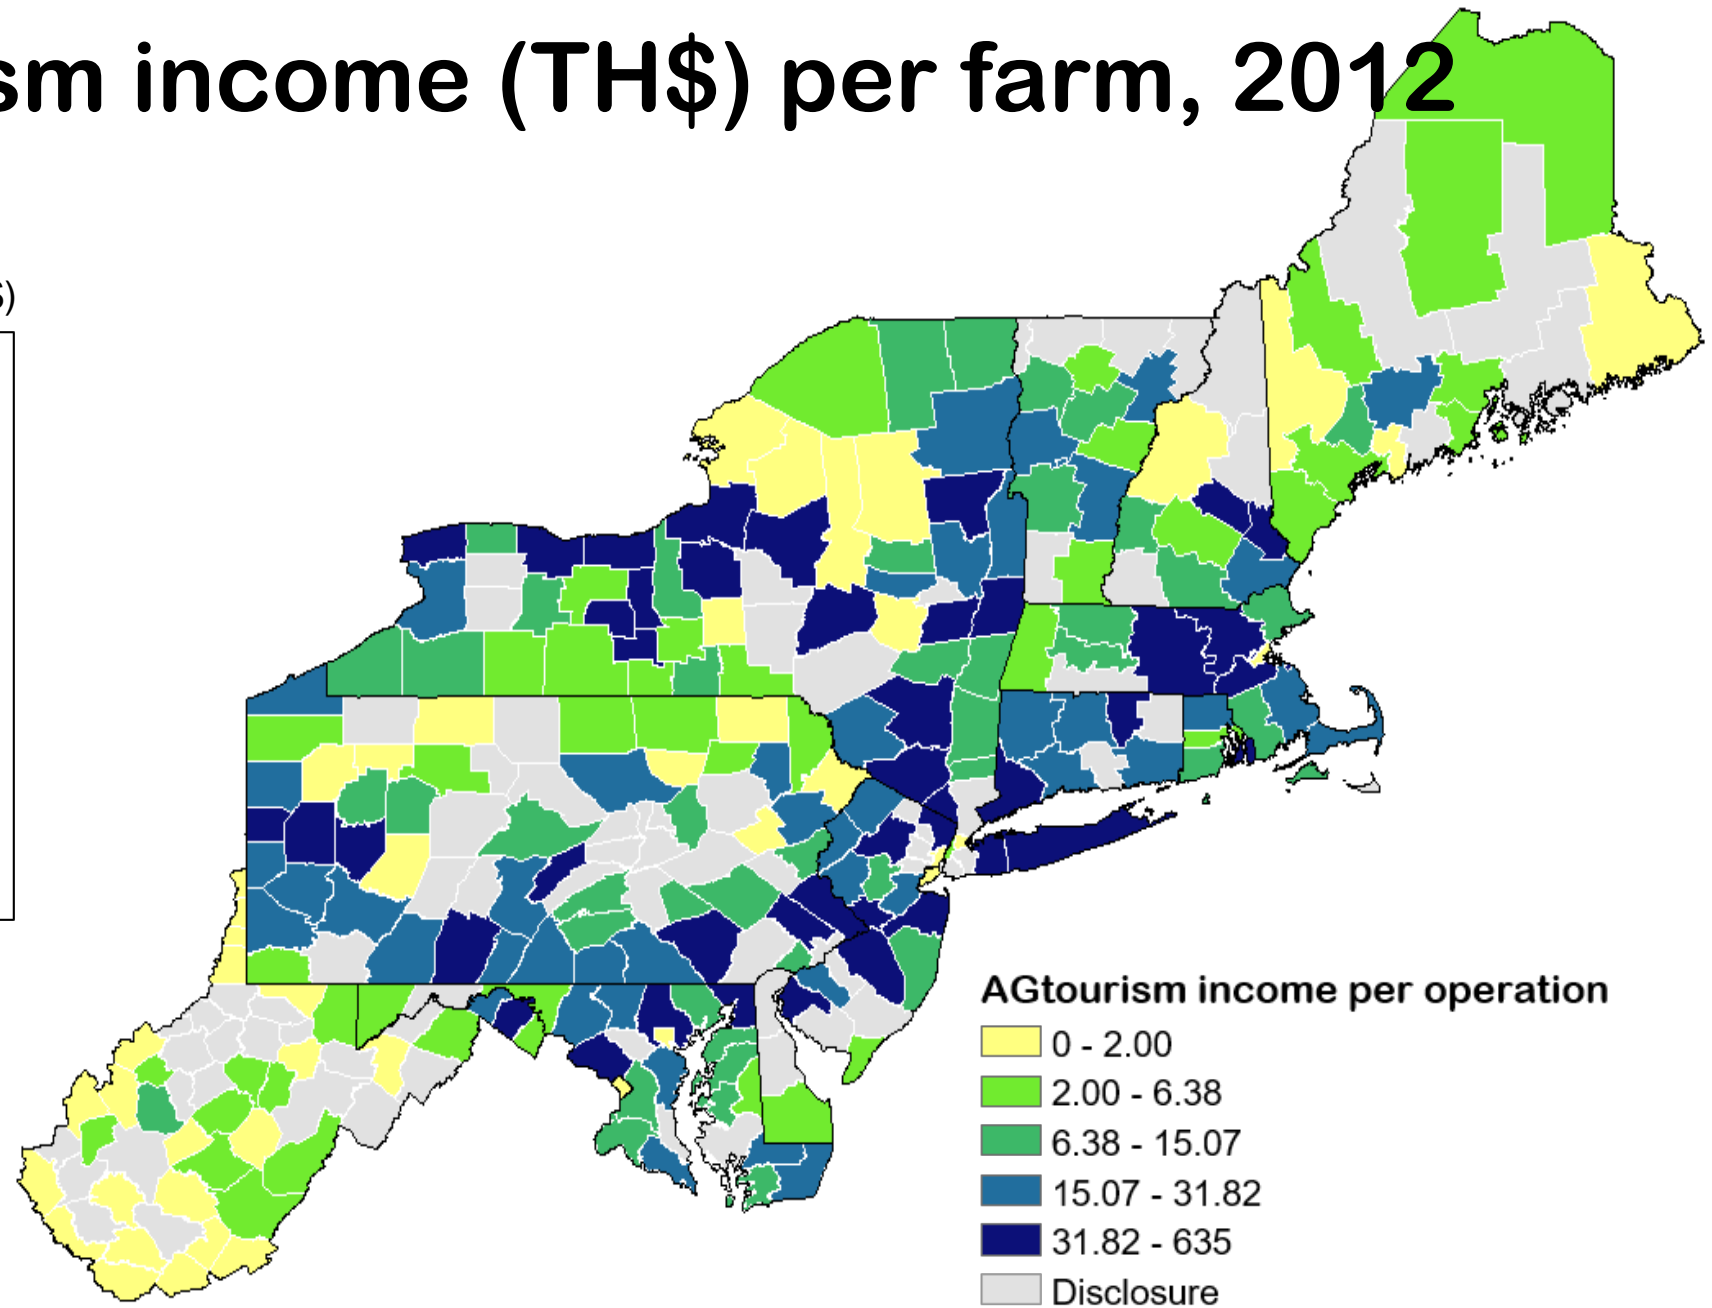 sm income (TH$) per farm, 2012
$)
AGtourism income per operation
0 - 2.00
2.00 - 6.38
6.38 - 15.07
15.07 - 31.82
31.82 - 635
Disclosure